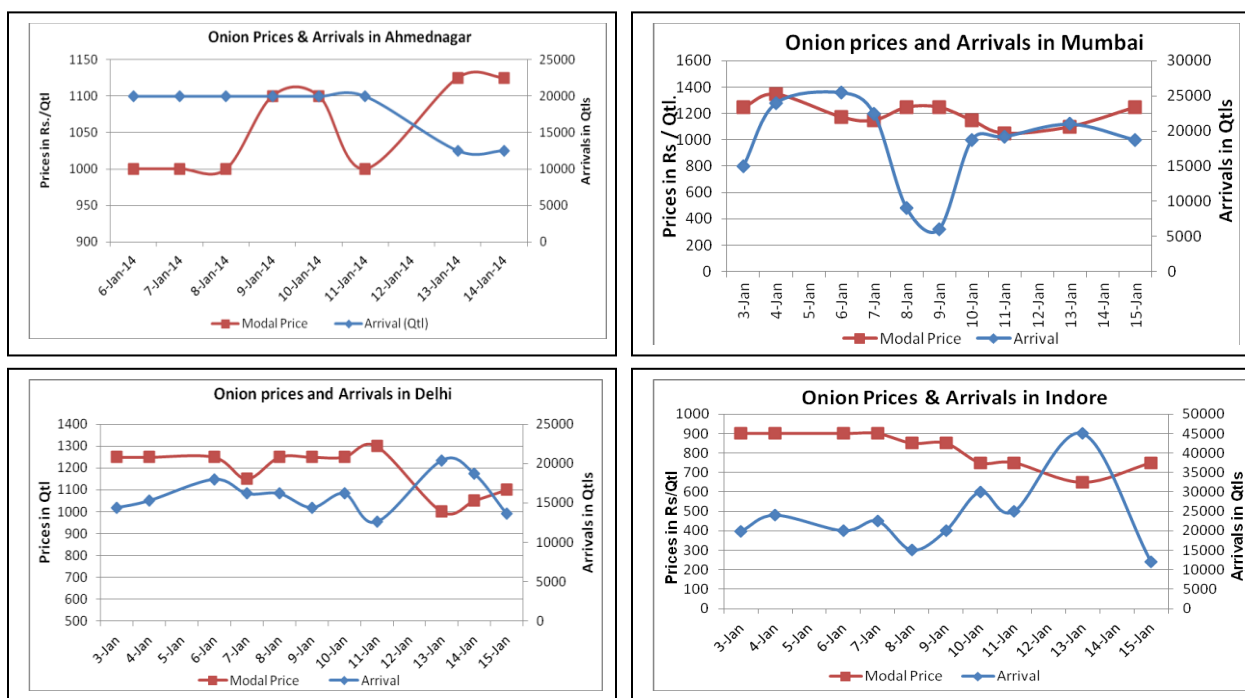 Onion Prices & Arrivals in Ahmednagar
Prices in Rs./Qtl
1150
1100
1050
1000
950
900
25000
20000
15000
10000
5000
0
Arrivals in Qtls
6-Jan-14
7-Jan-14
8-Jan-14
9-Jan-14
10-Jan-14
11-Jan-14
12-Jan-14
13-Jan-14
14-Jan-14
Modal Price Arrival (Qtl)
Onion prices and Arrivals in Mumbai
Prices in Rs / Qtl.
1600
1400
1200
1000
800
600
400
200
0
30000
25000
20000
15000
10000
5000
0
Arrivals in Qtls
3-Jan
4-Jan
5-Jan
6-Jan
7-Jan
8-Jan
9-Jan
10-Jan
11-Jan
12-Jan
13-Jan
14-Jan
15-Jan
Modal Price Arrival
Onion prices and Arrivals in Delhi
Prices in Qtl
1400
1300
1200
1100
1000
900
800
700
600
500
25000
20000
15000
10000
5000
0
Arrivals in Qtls
3-Jan
4-Jan
5-Jan
6-Jan
7-Jan
8-Jan
9-Jan
10-Jan
11-Jan
12-Jan
13-Jan
14-Jan
15-Jan
Modal Price Arrival
Onion Prices & Arrivals in Indore
Prices in Rs/Qtl
1000
900
800
700
600
500
400
300
200
100
0
50000
45000
40000
35000
30000
25000
20000
15000
10000
5000
0
Arrivals in Qtls
3-Jan
4-Jan
5-Jan
6-Jan
7-Jan
8-Jan
9-Jan
10-Jan
11-Jan
12-Jan
13-Jan
14-Jan
15-Jan
Modal Price Arrival